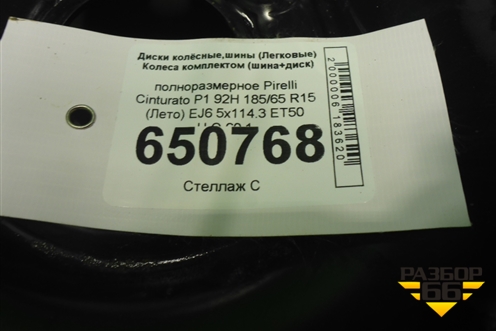 Диски колёсные,шины (Легковые)
Колеса комплектом (шина+диск)
полноразмерное Pirelli
Cinturato P1 92H 185/65 R15
(Лето) EJ6 5x114.3 ET50
650768
Стеллаж С
2000006183620
РАЗБОР
66